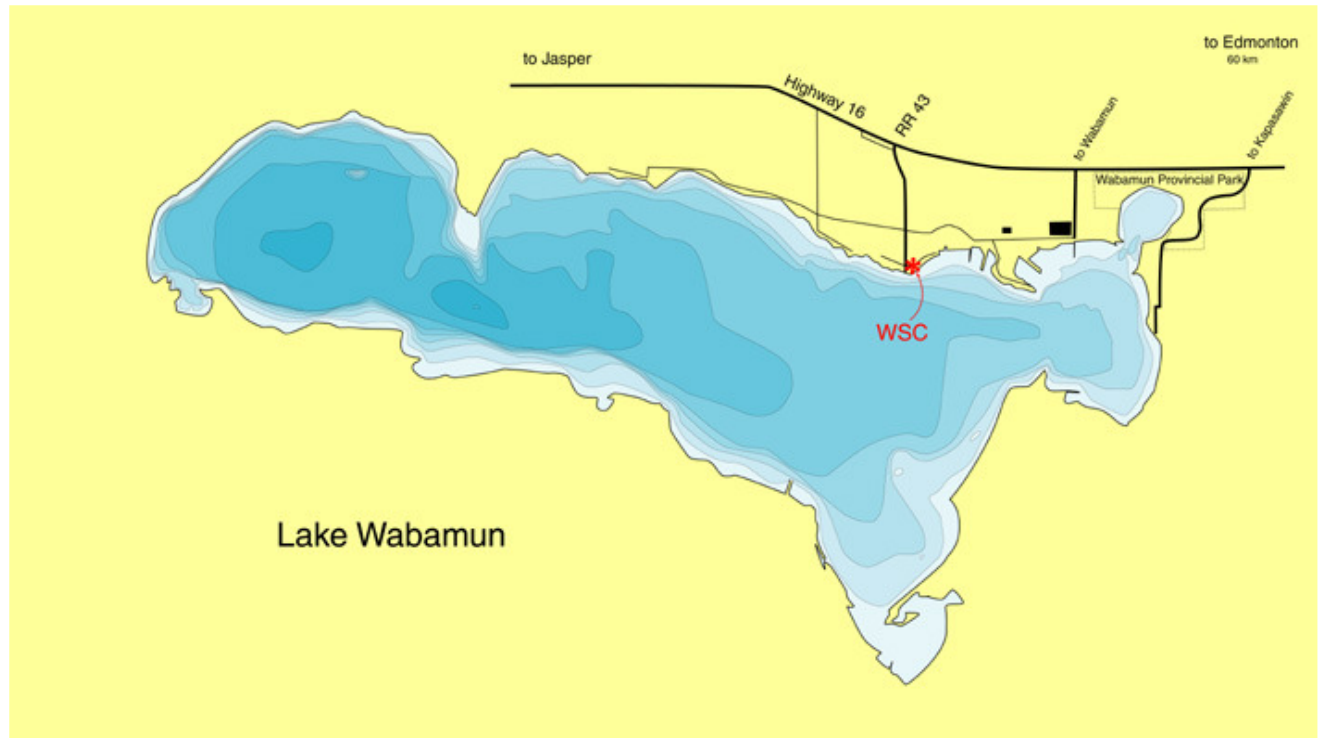 to Edmonton
60 km
to Jasper
Highway 16
RR 43
to Wabamun
to Kapasawin
Wabamun Provincial Park
WSC
Lake Wabamun